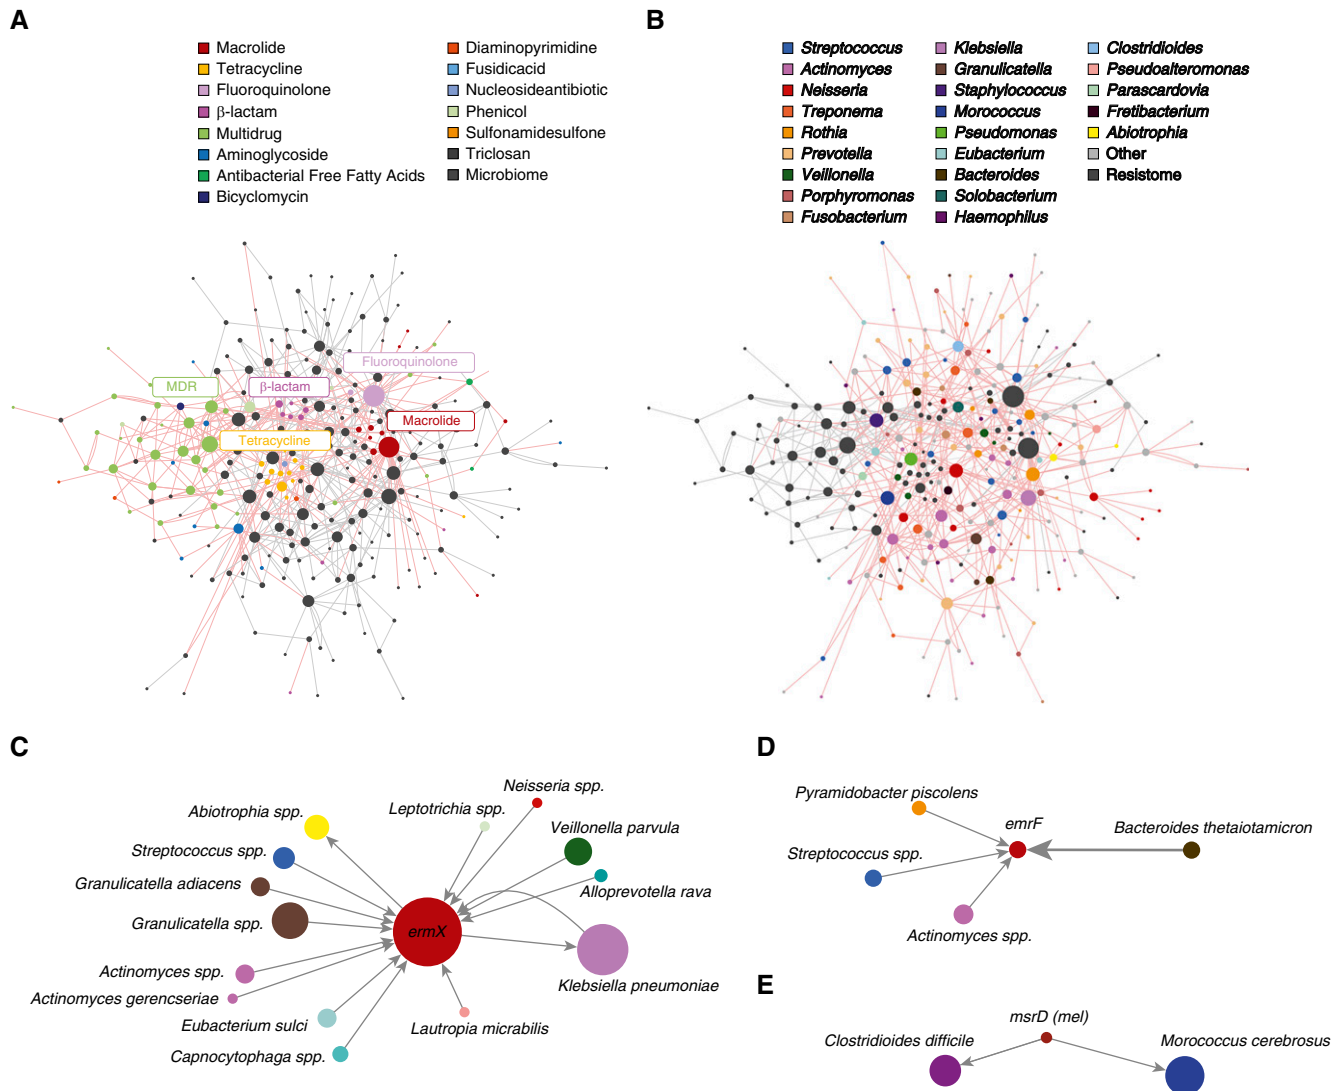 A
Macrolide
Tetracycline
Fluoroquinolone
β-lactam
Multidrug
Aminoglycoside
Antibacterial Free Fatty Acids
Bicyclomycin
Diaminopyrimidine
Fusidicacid
Nucleosideantibiotic
Phenicol
Sulfonamidesulfone
Triclosan
Microbiome
Fluoroquinolone
MDR
β-lactam
Macrolide
Tetracycline
B
Streptococcus
Actinomyces
Neisseria
Treponema
Rothia
Prevotella
Veillonella
Porphyromonas
Fusobacterium
Klebsiella
Granulicatella
Staphylococcus
Morococcus
Pseudomonas
Eubacterium
Bacteroides
Solobacterium
Haemophilus
Clostridioides
Pseudoalteromonas
Parascardovia
Fretibacterium
Abiotrophia
Other
Resistome
C
Neisseria spp.
Leptotrichia spp.
Abiotrophia spp.
Veillonella parvula
Streptococcus spp.
Granulicatella adiacens
Alloprevotella rava
Granulicatella spp.
ermX
Actinomyces spp.
Klebsiella pneumoniae
Actinomyces gerencseriae
Eubacterium sulci
Lautropia micrabilis
Capnocytophaga spp.
D
Pyramidobacter piscolens
emrF
Bacteroides thetaiotamicron
Streptococcus spp.
Actinomyces spp.
E
msrD (mel)
Clostridioides difficile
Morococcus cerebrosus